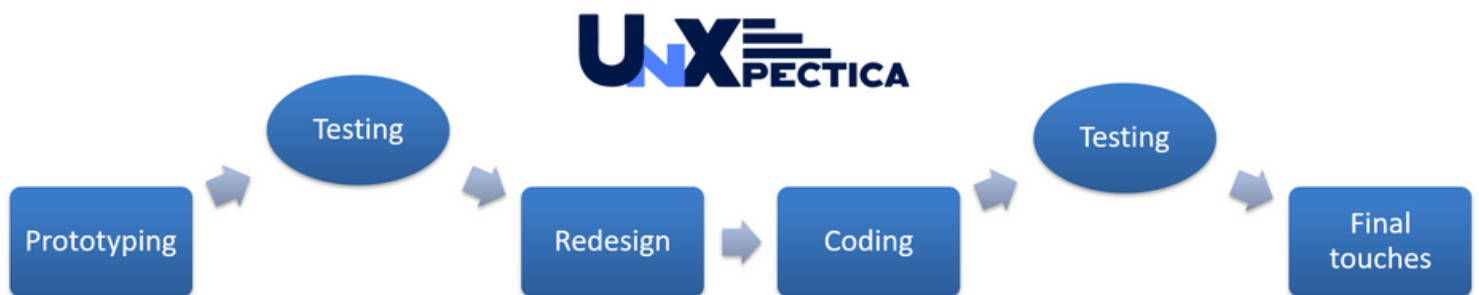 UNXPECTICA
Testing
Testing
Prototyping
Redesign
Coding
Final
touches